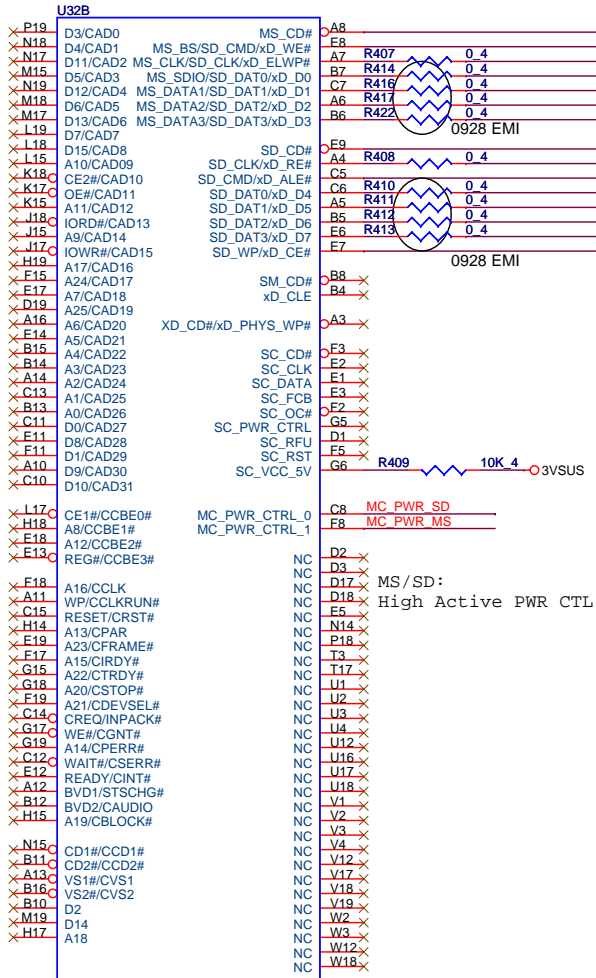 U32B
P19 D3/CAD0
N18 D4/CAD1
N17 D11/CAD2
M15 D5/CAD3
N19 D12/CAD4
M18 D6/CAD5
M17 D13/CAD6
L19 D7/CAD7
L18 D15/CAD8
L15 A10/CAD09
K18 CE2#/CAD10
K17 OE#/CAD11
K15 A11/CAD12
J18 IORD#/CAD13
J15 A9/CAD14
J17 IOWR#/CAD15
H19 A17/CAD16
F15 A24/CAD17
E17 A7/CAD18
D19 A25/CAD19
A16 A6/CAD20
E14 A5/CAD21
B15 A4/CAD22
B14 A3/CAD23
A14 A2/CAD24
C13 A1/CAD25
B13 A0/CAD26
C11 D0/CAD27
E11 D8/CAD28
F11 D1/CAD29
A10 D9/CAD30
C10 D10/CAD31
L17 CE1#/CCBE0#
H18 A8/CCBE1#
E18 A12/CCBE2#
E13 REG#/CCBE3#
F18 A16/CCLK
A11 WP/CCLKRUN#
C15 RESET/CRST#
H14 A13/CPAR
E19 A23/CFRAME#
F17 A15/CIRDY#
G15 A22/CTRDY#
G18 A20/CSTOP#
F19 A21/CDEVSEL#
C14 CREQ/INPACK#
G17 WE#/CGNT#
G19 A14/CPERR#
C12 WAIT#/CSERR#
E12 READY/CINT#
A12 BVD1/STSCHG#
B12 BVD2/CAUDIO
H15 A19/CBLOCK#
N15 CD1#/CCD1#
B11 CD2#/CCD2#
A13 VS1#/CVS1
B16 VS2#/CVS2
B10 D2
M19 D14
H17 A18
MS_CD# A8
MS_BS/SD_CMD/xD_WE# E8
MS_CLK/SD_CLK/xD_ELWP# A7 R407 0_4
MS_SDIO/SD_DAT0/xD_D0 B7 R414 0_4
MS_DATA1/SD_DAT1/xD_D1 C7 R416 0_4
MS_DATA2/SD_DAT2/xD_D2 A6 R417 0_4
MS_DATA3/SD_DAT3/xD_D3 B6 R422 0_4
0928 EMI
SD_CD# E9
SD_CLK/xD_RE# A4 R408 0_4
SD_CMD/xD_ALE# C5
SD_DAT0/xD_D4 C6 R410 0_4
SD_DAT1/xD_D5 A5 R411 0_4
SD_DAT2/xD_D6 B5 R412 0_4
SD_DAT3/xD_D7 E6 R413 0_4
SD_WP/xD_CE# E7
0928 EMI
SM_CD# B8
xD_CLE B4
XD_CD#/xD_PHYS_WP# A3
SC_CD# F3
SC_CLK E2
SC_DATA E1
SC_FCB E3
SC_OC# F2
SC_PWR_CTRL G5
SC_RFU D1
SC_RST F5
SC_VCC_5V G6 R409 10K_4 3VSUS
MC_PWR_CTRL_0 C8 MC_PWR_SD
MC_PWR_CTRL_1 F8 MC_PWR_MS
NC D2
NC D3
NC D17
NC D18
NC E5
NC N14
NC P18
NC T3
NC T17
NC U1
NC U2
NC U3
NC U4
NC U12
NC U16
NC U17
NC U18
NC V1
NC V2
NC V3
NC V4
NC V12
NC V17
NC V18
NC V19
NC W2
NC W3
NC W12
NC W18
MS/SD:
High Active PWR CTL